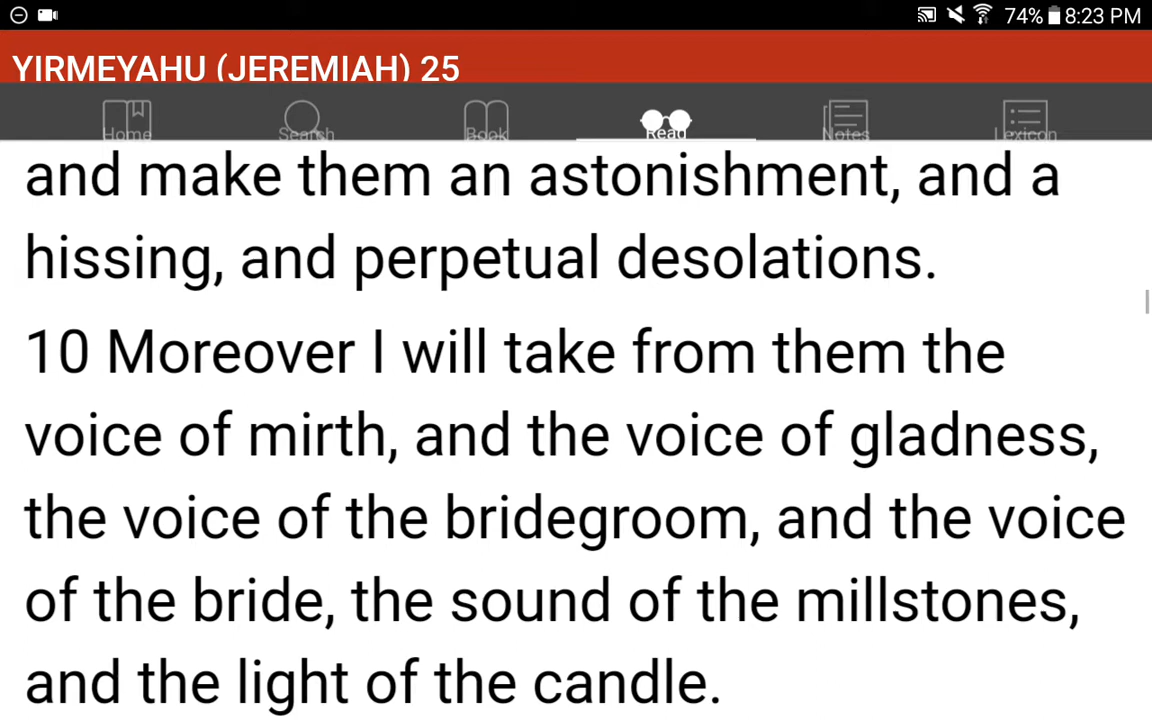 74% 8:23 PM
YIRMEYAHU (JEREMIAH) 25
Home Search Book Read Notes Lexicon
and make them an astonishment, and a
hissing, and perpetual desolations.
10 Moreover I will take from them the
voice of mirth, and the voice of gladness,
the voice of the bridegroom, and the voice
of the bride, the sound of the millstones,
and the light of the candle.